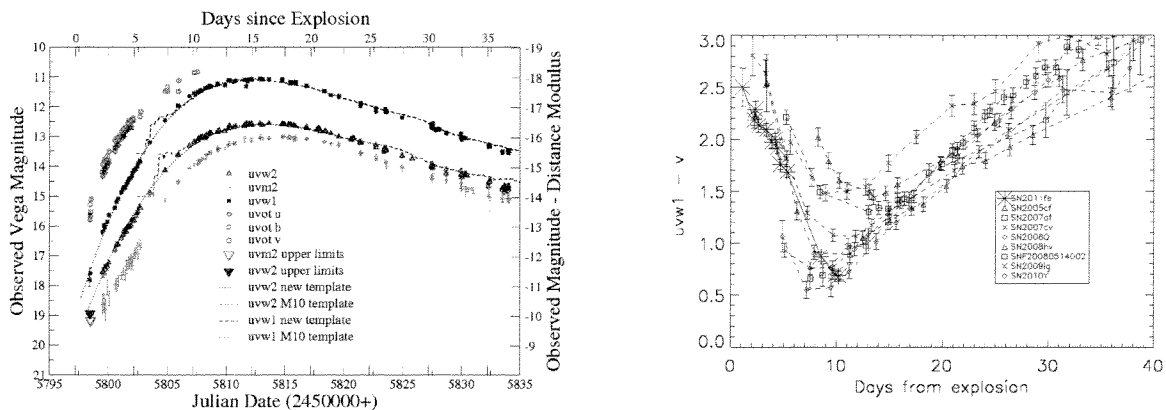 Days since Explosion
0 5 10 15 20 25 30 35
10
11
12
13
14
15
16
17
18
19
20
21
Observed Vega Magnitude
-19
-18
-17
-16
-15
-14
-13
-12
-11
-10
-9
Observed Magnitude - Distance Modulus
uvw2
uvm2
uvw1
uvot u
uvot b
uvot v
uvm2 upper limits
uvw2 upper limits
uvw2 new template
uvw2 M10 template
uvw1 new template
uvw1 M10 template
5795 5800 5805 5810 5815 5820 5825 5830 5835
Julian Date (2450000+)
3.0
2.5
2.0
1.5
1.0
0.5
0.0
uvw1 - v
SN2011fe
SN2005cf
SN2007af
SN2007cv
SN2008Q
SN2008hv
SNF20080514002
SN2009ig
SN2010Y
0 10 20 30 40
Days from explosion